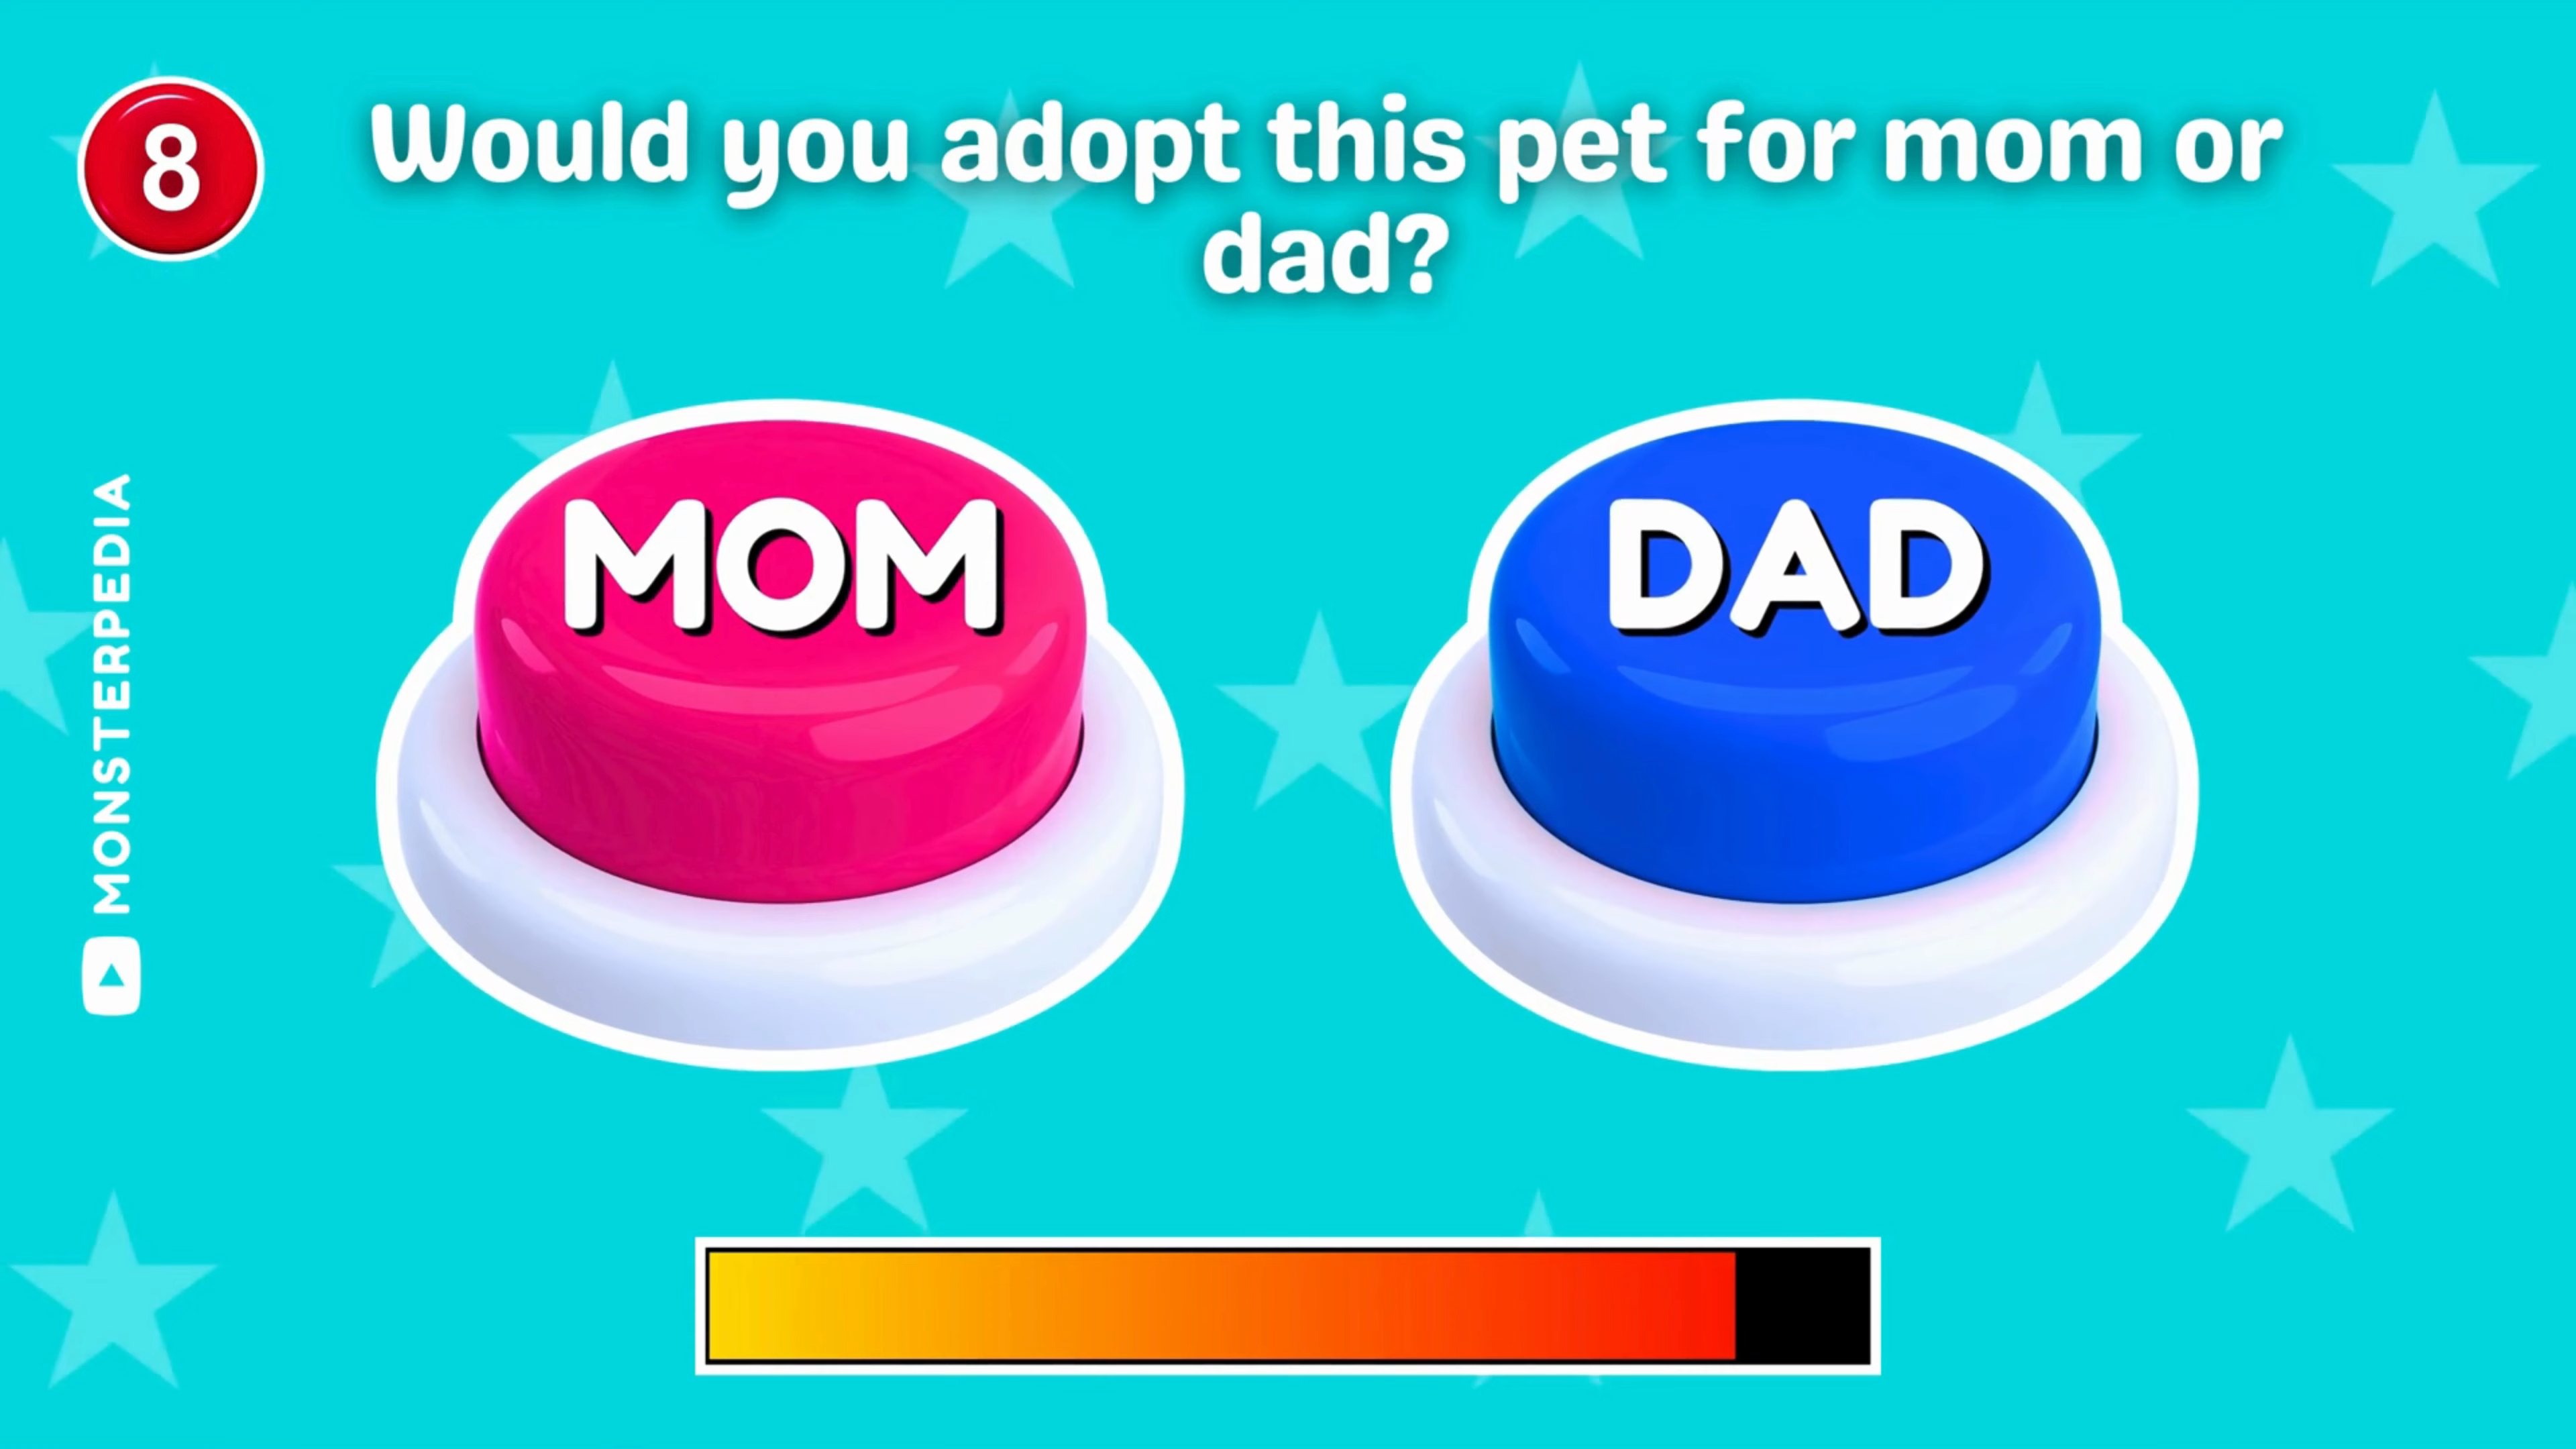 8
Would you adopt this pet for mom or
dad?
MOM
DAD
MONSTERPEDIA